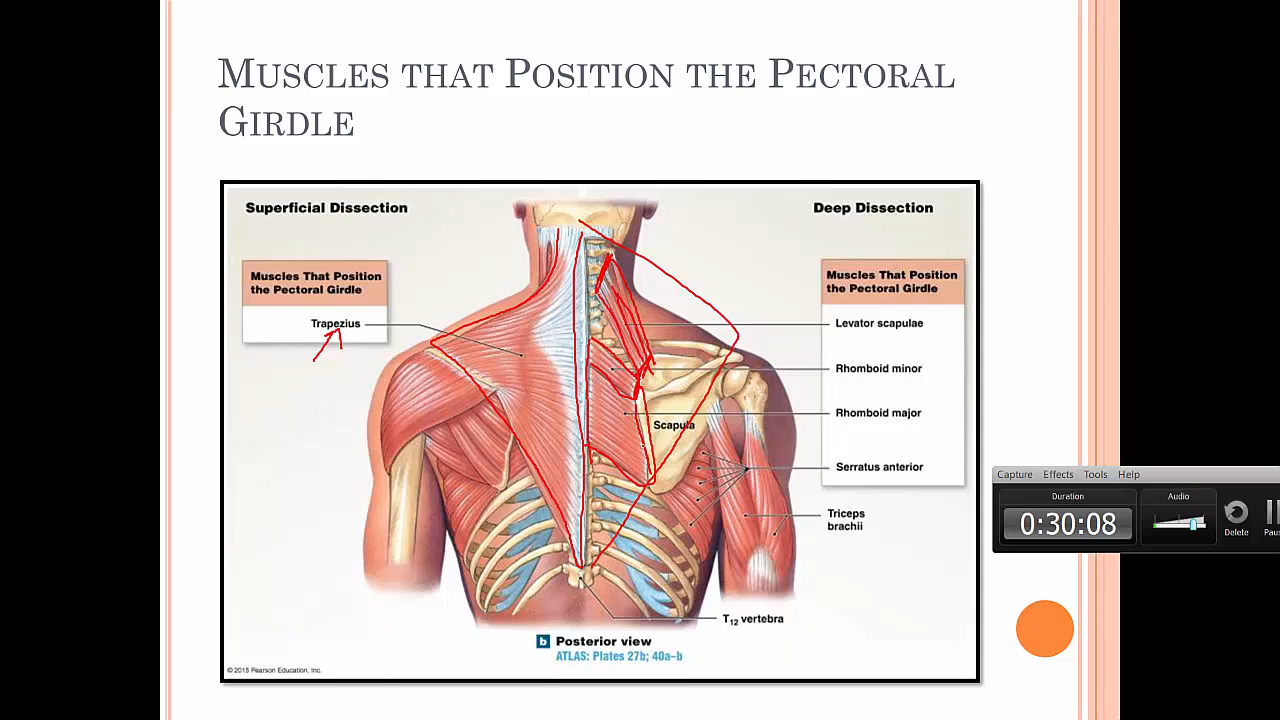 MUSCLES THAT POSITION THE PECTORAL
GIRDLE
Superficial Dissection
Deep Dissection
Muscles That Position
the Pectoral Girdle
Trapezius
Muscles That Position
the Pectoral Girdle
Levator scapulae
Rhomboid minor
Rhomboid major
Scapula
Serratus anterior
Triceps
brachii
T12 vertebra
b Posterior view
ATLAS: Plates 27b; 40a–b
© 2015 Pearson Education, Inc.
Capture Effects Tools Help
Duration
Audio
0:30:08
Delete
Paus